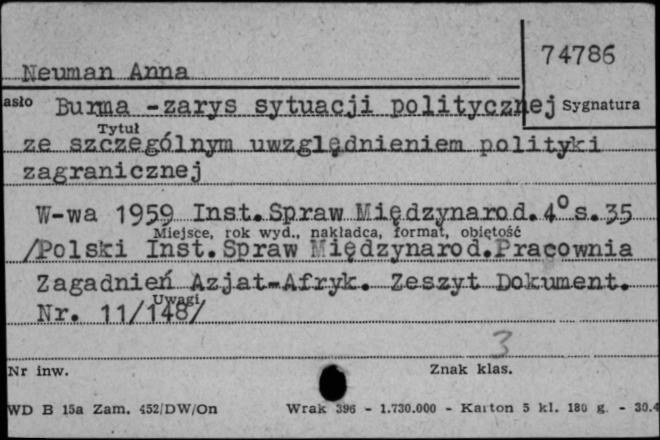 74786
Neuman Anna
asło Burma -zarys sytuacji politycznej Sygnatura
Tytuł
ze szczególnym uwzględnieniem polityki
zagranicznej
W-wa 1959 Inst.Spraw Międzynarod.4° s.35
Miejsce, rok wyd., nakładca, format, objętość
/Polski Inst.Spraw Międzynarod.Pracownia
Zagadnień Azjat-Afryk. Zeszyt Dokument.
Uwagi
Nr. 11/148/
3
Nr inw. Znak klas.
WD B 15a Zam. 452/DW/On Wrak 396 - 1.730.000 - Karton 5 kl. 180 g. - 30.4